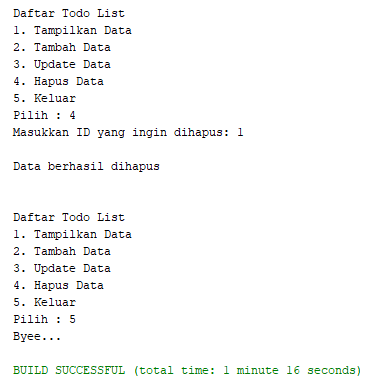 Daftar Todo List
1. Tampilkan Data
2. Tambah Data
3. Update Data
4. Hapus Data
5. Keluar
Pilih : 4
Masukkan ID yang ingin dihapus: 1
Data berhasil dihapus
Daftar Todo List
1. Tampilkan Data
2. Tambah Data
3. Update Data
4. Hapus Data
5. Keluar
Pilih : 5
Byee...
BUILD SUCCESSFUL (total time: 1 minute 16 seconds)